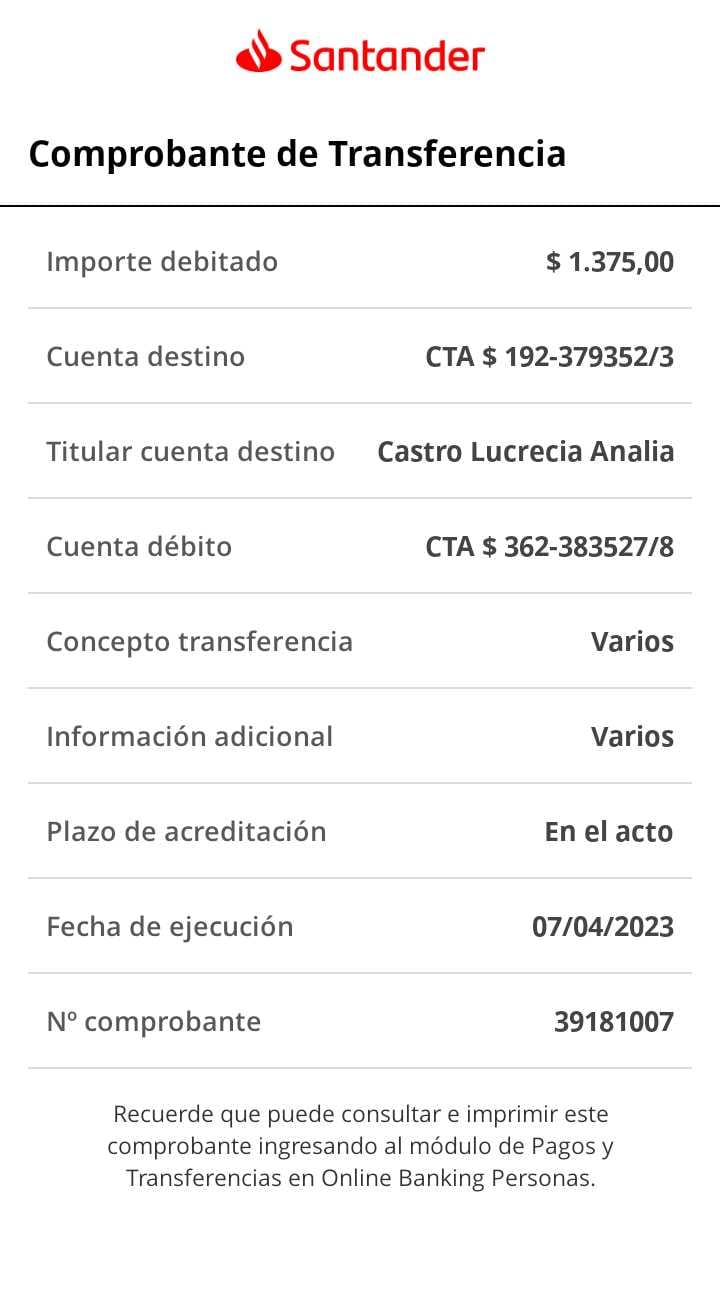 Santander
Comprobante de Transferencia
Importe debitado $ 1.375,00
Cuenta destino CTA $ 192-379352/3
Titular cuenta destino Castro Lucrecia Analia
Cuenta débito CTA $ 362-383527/8
Concepto transferencia Varios
Información adicional Varios
Plazo de acreditación En el acto
Fecha de ejecución 07/04/2023
Nº comprobante 39181007
Recuerde que puede consultar e imprimir este
comprobante ingresando al módulo de Pagos y
Transferencias en Online Banking Personas.